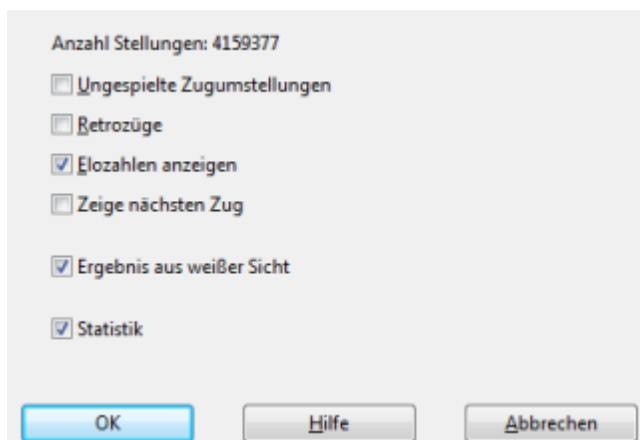 Anzahl Stellungen: 4159377
Ungespielte Zugumstellungen
Retrozüge
Elozahlen anzeigen
Zeige nächsten Zug
Ergebnis aus weißer Sicht
Statistik
OK Hilfe Abbrechen